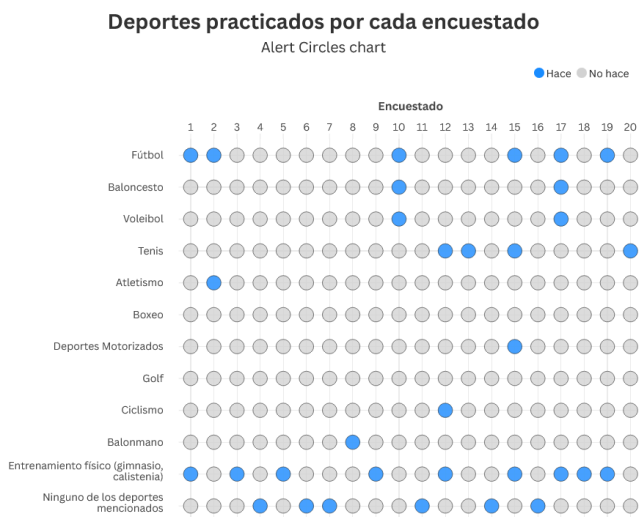 Deportes practicados por cada encuestado
Alert Circles chart
Hace No hace
Encuestado
1 2 3 4 5 6 7 8 9 10 11 12 13 14 15 16 17 18 19 20
Fútbol
Baloncesto
Voleibol
Tenis
Atletismo
Boxeo
Deportes Motorizados
Golf
Ciclismo
Balonmano
Entrenamiento físico (gimnasio,
calistenia)
Ninguno de los deportes
mencionados